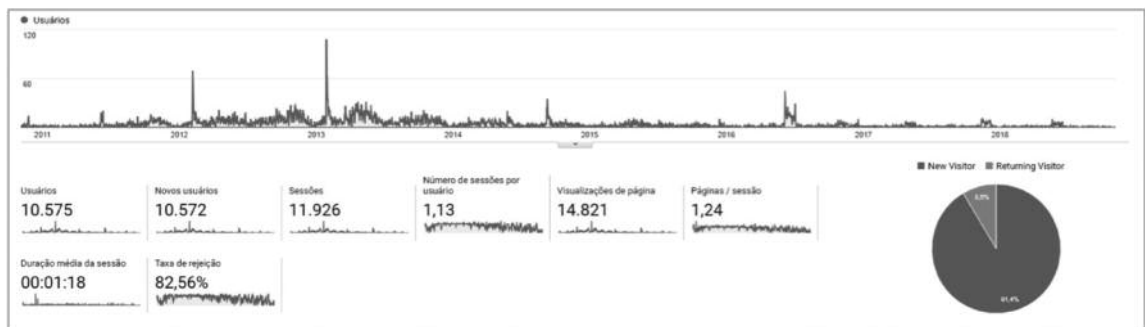 Usuários
120
60
2011 2012 2013 2014 2015 2016 2017 2018
New Visitor Returning Visitor
Usuários
10.575
Novos usuários
10.572
Sessões
11.926
Número de sessões por
usuário
1,13
Visualizações de página
14.821
Páginas / sessão
1,24
Duração média da sessão
00:01:18
Taxa de rejeição
82,56%
91,4%